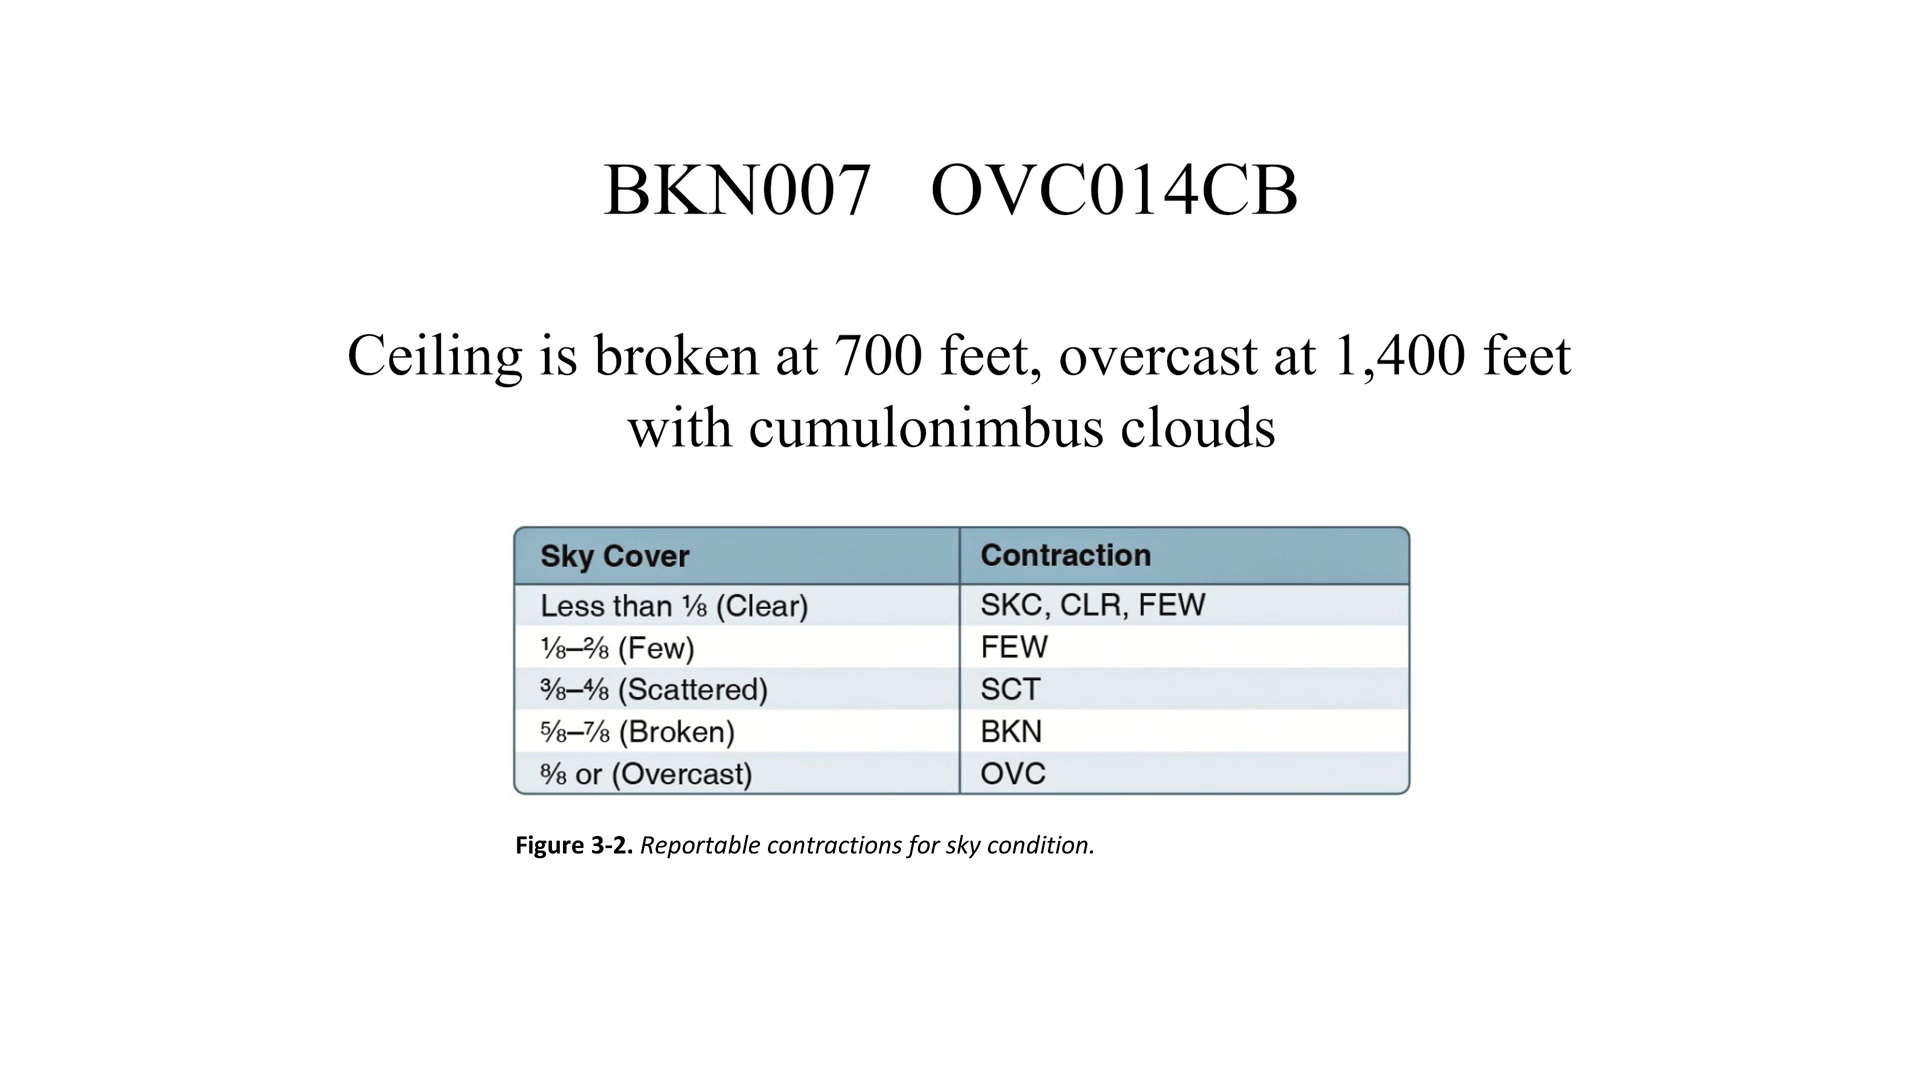 BKN007 OVC014CB
Ceiling is broken at 700 feet, overcast at 1,400 feet
with cumulonimbus clouds
Sky Cover Contraction
Less than ⅛ (Clear) SKC, CLR, FEW
⅛–2/8 (Few) FEW
⅜–4/8 (Scattered) SCT
⅝–⅞ (Broken) BKN
8/8 or (Overcast) OVC
Figure 3-2. Reportable contractions for sky condition.